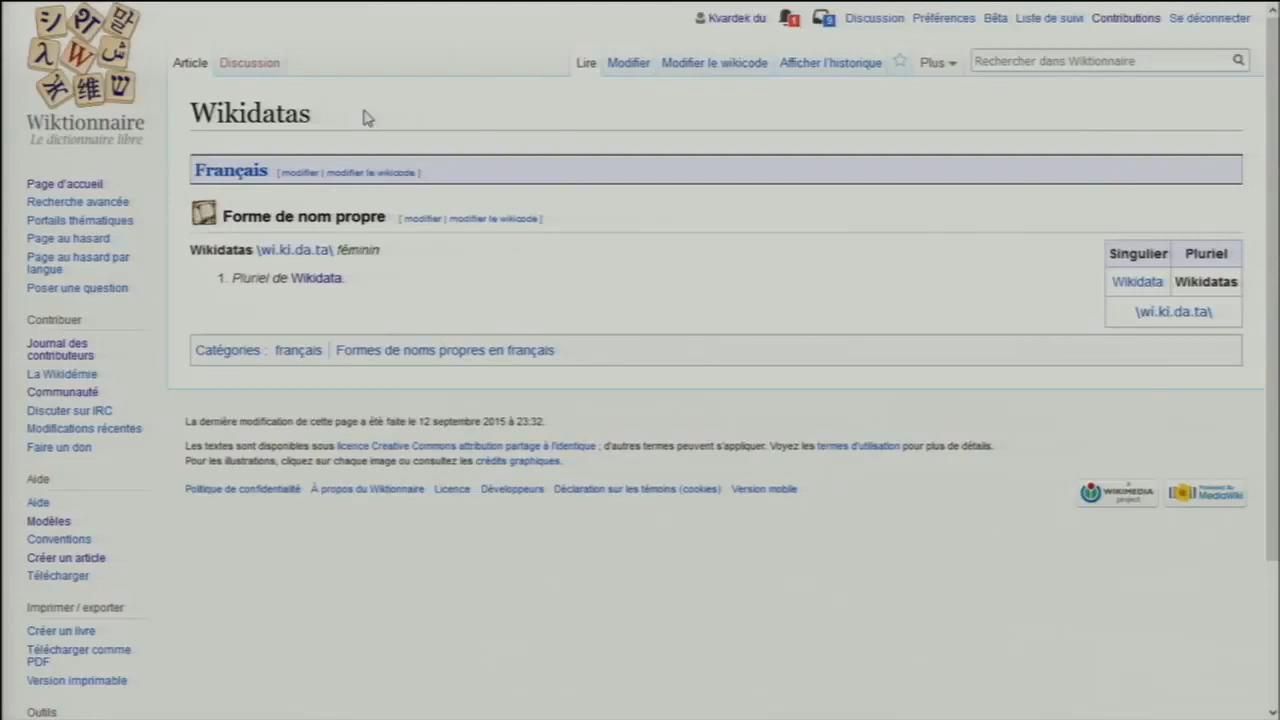 Kvardek du 1 9 Discussion Préférences Bêta Liste de suivi Contributions Se déconnecter
Article Discussion Lire Modifier Modifier le wikicode Afficher l'historique Plus Rechercher dans Wiktionnaire
Wiktionnaire
Le dictionnaire libre
Wikidatas
Français [ modifier | modifier le wikicode ]
Forme de nom propre [ modifier | modifier le wikicode ]
Wikidatas \wi.ki.da.ta\ féminin
1. Pluriel de Wikidata.
Singulier Pluriel
Wikidata Wikidatas
\wi.ki.da.ta\
Catégories : français | Formes de noms propres en français
La dernière modification de cette page a été faite le 12 septembre 2015 à 23:32.
Les textes sont disponibles sous licence Creative Commons attribution partage à l'identique ; d'autres termes peuvent s'appliquer. Voyez les termes d'utilisation pour plus de détails.
Pour les illustrations, cliquez sur chaque image ou consultez les crédits graphiques.
Politique de confidentialité À propos du Wiktionnaire Licence Développeurs Déclaration sur les témoins (cookies) Version mobile
A WIKIMEDIA project
Powered By MediaWiki
Page d'accueil
Recherche avancée
Portails thématiques
Page au hasard
Page au hasard par
langue
Poser une question
Contribuer
Journal des
contributeurs
La Wikidémie
Communauté
Discuter sur IRC
Modifications récentes
Faire un don
Aide
Aide
Modèles
Conventions
Créer un article
Télécharger
Imprimer / exporter
Créer un livre
Télécharger comme
PDF
Version imprimable
Outils